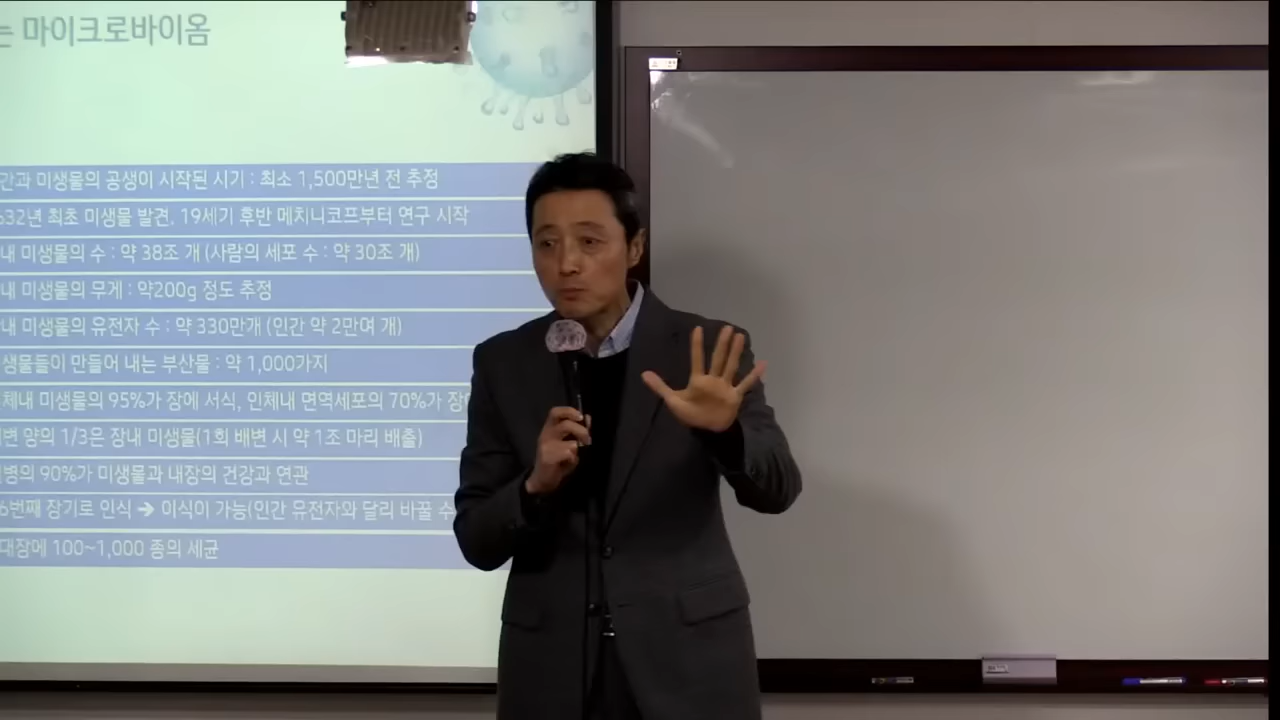 는 마이크로바이옴
간과 미생물의 공생이 시작된 시기 : 최소 1,500만년 전 추정
632년 최초 미생물 발견. 19세기 후반 메치니코프부터 연구 시작
내 미생물의 수 : 약 38조 개 (사람의 세포 수 : 약 30조 개)
내 미생물의 무게 : 약200g 정도 추정
내 미생물의 유전자 수 : 약 330만개 (인간 약 2만여 개)
생물들이 만들어 내는 부산물 : 약 1,000가지
체내 미생물의 95%가 장에 서식, 인체내 면역세포의 70%가 장에
변 양의 1/3은 장내 미생물(1회 배변 시 약 1조 마리 배출)
병의 90%가 미생물과 내장의 건강과 연관
6번째 장기로 인식 ➔ 이식이 가능(인간 유전자와 달리 바꿀 수
대장에 100~1,000 종의 세균